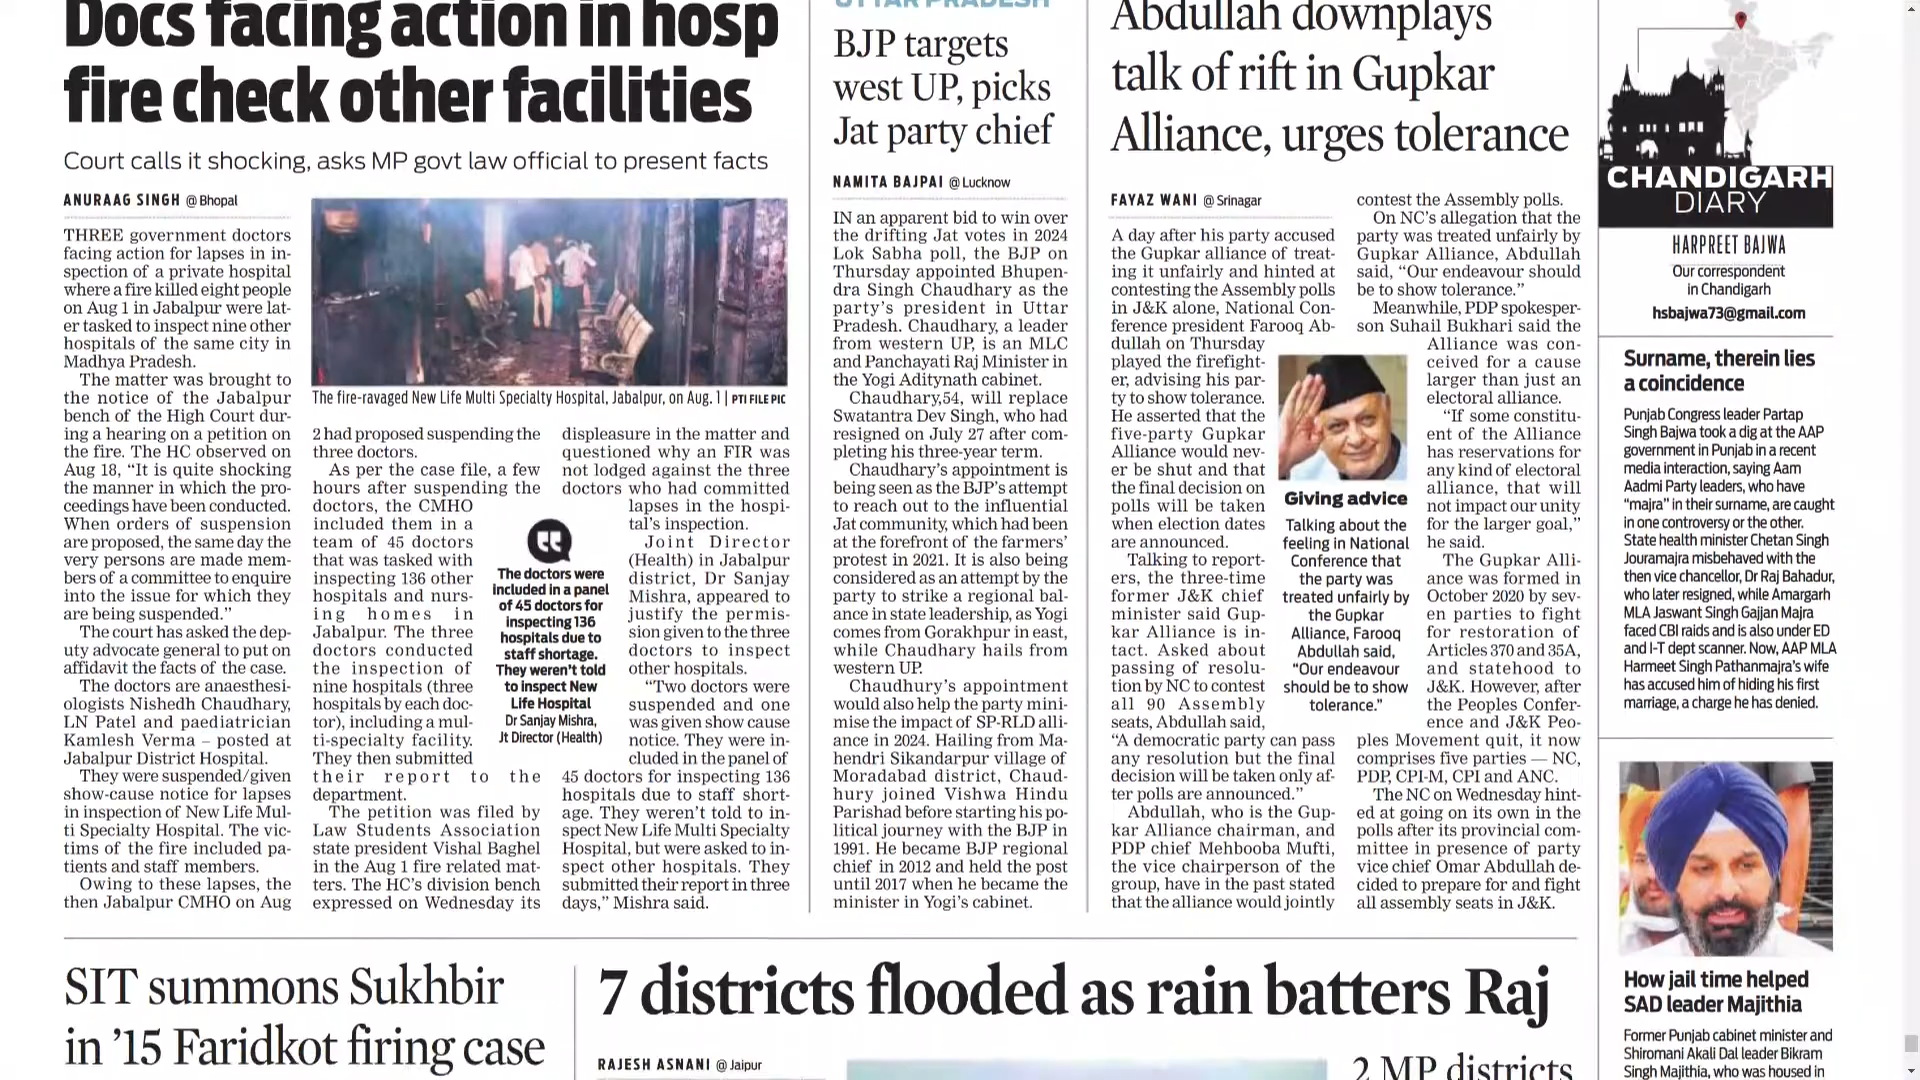 Docs facing action in hosp
fire check other facilities
Court calls it shocking, asks MP govt law official to present facts
ANURAAG SINGH @ Bhopal
THREE government doctors
facing action for lapses in in-
spection of a private hospital
where a fire killed eight people
on Aug 1 in Jabalpur were lat-
er tasked to inspect nine other
hospitals of the same city in
Madhya Pradesh.
The matter was brought to
the notice of the Jabalpur
bench of the High Court dur-
ing a hearing on a petition on
the fire. The HC observed on
Aug 18, “It is quite shocking
the manner in which the pro-
ceedings have been conducted.
When orders of suspension
are proposed, the same day the
very persons are made mem-
bers of a committee to enquire
into the issue for which they
are being suspended.”
The court has asked the dep-
uty advocate general to put on
affidavit the facts of the case.
The doctors are anaesthesi-
ologists Nishedh Chaudhary,
LN Patel and paediatrician
Kamlesh Verma – posted at
Jabalpur District Hospital.
They were suspended/given
show-cause notice for lapses
in inspection of New Life Mul-
ti Specialty Hospital. The vic-
tims of the fire included pa-
tients and staff members.
Owing to these lapses, the
then Jabalpur CMHO on Aug
The fire-ravaged New Life Multi Specialty Hospital, Jabalpur, on Aug. 1 | PTI FILE PIC
2 had proposed suspending the
three doctors.
As per the case file, a few
hours after suspending the
doctors, the CMHO
included them in a
team of 45 doctors
that was tasked with
inspecting 136 other
hospitals and nurs-
ing homes in
Jabalpur. The three
doctors conducted
the inspection of
nine hospitals (three
hospitals by each doc-
tor), including a mul-
ti-specialty facility.
They then submitted
their report to the
department.
The petition was filed by
Law Students Association
state president Vishal Baghel
in the Aug 1 fire related mat-
ters. The HC’s division bench
expressed on Wednesday its
The doctors were
included in a panel
of 45 doctors for
inspecting 136
hospitals due to
staff shortage.
They weren’t told
to inspect New
Life Hospital
Dr Sanjay Mishra,
Jt Director (Health)
displeasure in the matter and
questioned why an FIR was
not lodged against the three
doctors who had committed
lapses in the hospi-
tal’s inspection.
Joint Director
(Health) in Jabalpur
district, Dr Sanjay
Mishra, appeared to
justify the permis-
sion given to the three
doctors to inspect
other hospitals.
“Two doctors were
suspended and one
was given show cause
notice. They were in-
cluded in the panel of
45 doctors for inspecting 136
hospitals due to staff short-
age. They weren’t told to in-
spect New Life Multi Specialty
Hospital, but were asked to in-
spect other hospitals. They
submitted their report in three
days,” Mishra said.
UTTAR PRADESH
BJP targets
west UP, picks
Jat party chief
NAMITA BAJPAI @ Lucknow
IN an apparent bid to win over
the drifting Jat votes in 2024
Lok Sabha poll, the BJP on
Thursday appointed Bhupen-
dra Singh Chaudhary as the
party’s president in Uttar
Pradesh. Chaudhary, a leader
from western UP, is an MLC
and Panchayati Raj Minister in
the Yogi Aditynath cabinet.
Chaudhary,54, will replace
Swatantra Dev Singh, who had
resigned on July 27 after com-
pleting his three-year term.
Chaudhary’s appointment is
being seen as the BJP’s attempt
to reach out to the influential
Jat community, which had been
at the forefront of the farmers’
protest in 2021. It is also being
considered as an attempt by the
party to strike a regional bal-
ance in state leadership, as Yogi
comes from Gorakhpur in east,
while Chaudhary hails from
western UP.
Chaudhury’s appointment
would also help the party mini-
mise the impact of SP-RLD alli-
ance in 2024. Hailing from Ma-
hendri Sikandarpur village of
Moradabad district, Chaud-
hury joined Vishwa Hindu
Parishad before starting his po-
litical journey with the BJP in
1991. He became BJP regional
chief in 2012 and held the post
until 2017 when he became the
minister in Yogi’s cabinet.
Abdullah downplays
talk of rift in Gupkar
Alliance, urges tolerance
FAYAZ WANI @ Srinagar
A day after his party accused
the Gupkar alliance of treat-
ing it unfairly and hinted at
contesting the Assembly polls
in J&K alone, National Con-
ference president Farooq Ab-
dullah on Thursday
played the firefight-
er, advising his par-
ty to show tolerance.
He asserted that the
five-party Gupkar
Alliance would nev-
er be shut and that
the final decision on
polls will be taken
when election dates
are announced.
Talking to report-
ers, the three-time
former J&K chief
minister said Gup-
kar Alliance is in-
tact. Asked about
passing of resolu-
tion by NC to contest
all 90 Assembly
seats, Abdullah said,
“A democratic party can pass
any resolution but the final
decision will be taken only af-
ter polls are announced.”
Abdullah, who is the Gup-
kar Alliance chairman, and
PDP chief Mehbooba Mufti,
the vice chairperson of the
group, have in the past stated
that the alliance would jointly
Giving advice
Talking about the
feeling in National
Conference that
the party was
treated unfairly by
the Gupkar
Alliance, Farooq
Abdullah said,
“Our endeavour
should be to show
tolerance.”
contest the Assembly polls.
On NC’s allegation that the
party was treated unfairly by
Gupkar Alliance, Abdullah
said, “Our endeavour should
be to show tolerance.”
Meanwhile, PDP spokesper-
son Suhail Bukhari said the
Alliance was con-
ceived for a cause
larger than just an
electoral alliance.
“If some constitu-
ent of the Alliance
has reservations for
any kind of electoral
alliance, that will
not impact our unity
for the larger goal,”
he said.
The Gupkar Alli-
ance was formed in
October 2020 by sev-
en parties to fight
for restoration of
Articles 370 and 35A,
and statehood to
J&K. However, after
the Peoples Confer-
ence and J&K Peo-
ples Movement quit, it now
comprises five parties — NC,
PDP, CPI-M, CPI and ANC.
The NC on Wednesday hint-
ed at going on its own in the
polls after its provincial com-
mittee in presence of party
vice chief Omar Abdullah de-
cided to prepare for and fight
all assembly seats in J&K.
CHANDIGARH
DIARY
HARPREET BAJWA
Our correspondent
in Chandigarh
hsbajwa73@gmail.com
Surname, therein lies
a coincidence
Punjab Congress leader Partap
Singh Bajwa took a dig at the AAP
government in Punjab in a recent
media interaction, saying Aam
Aadmi Party leaders, who have
“majra” in their surname, are caught
in one controversy or the other.
State health minister Chetan Singh
Jouramajra misbehaved with the
then vice chancellor, Dr Raj Bahadur,
who later resigned, while Amargarh
MLA Jaswant Singh Gajjan Majra
faced CBI raids and is also under ED
and I-T dept scanner. Now, AAP MLA
Harmeet Singh Pathanmajra’s wife
has accused him of hiding his first
marriage, a charge he has denied.
How jail time helped
SAD leader Majithia
Former Punjab cabinet minister and
Shiromani Akali Dal leader Bikram
Singh Majithia, who was housed in
SIT summons Sukhbir
in ’15 Faridkot firing case
7 districts flooded as rain batters Raj
RAJESH ASNANI @ Jaipur
2 MP districts